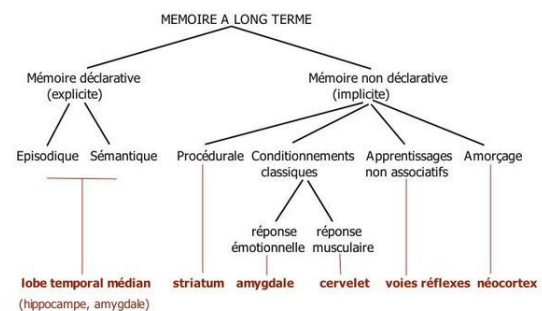 MEMOIRE A LONG TERME
Mémoire déclarative
(explicite)
Mémoire non déclarative
(implicite)
Episodique
Sémantique
Procédurale
Conditionnements
classiques
Apprentissages
non associatifs
Amorçage
réponse
émotionnelle
réponse
musculaire
lobe temporal médian
(hippocampe, amygdale)
striatum
amygdale
cervelet
voies réflexes
néocortex